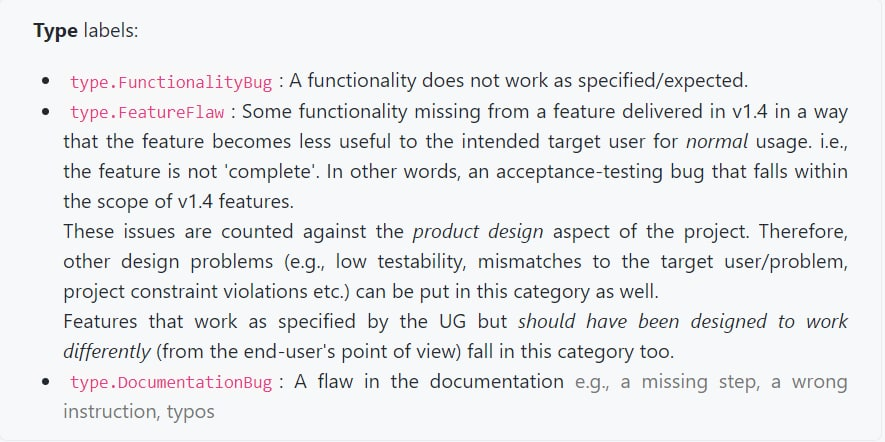 Type labels:
• type.FunctionalityBug : A functionality does not work as specified/expected.
• type.FeatureFlaw : Some functionality missing from a feature delivered in v1.4 in a way
that the feature becomes less useful to the intended target user for normal usage. i.e.,
the feature is not 'complete'. In other words, an acceptance-testing bug that falls within
the scope of v1.4 features.
These issues are counted against the product design aspect of the project. Therefore,
other design problems (e.g., low testability, mismatches to the target user/problem,
project constraint violations etc.) can be put in this category as well.
Features that work as specified by the UG but should have been designed to work
differently (from the end-user's point of view) fall in this category too.
• type.DocumentationBug : A flaw in the documentation e.g., a missing step, a wrong
instruction, typos